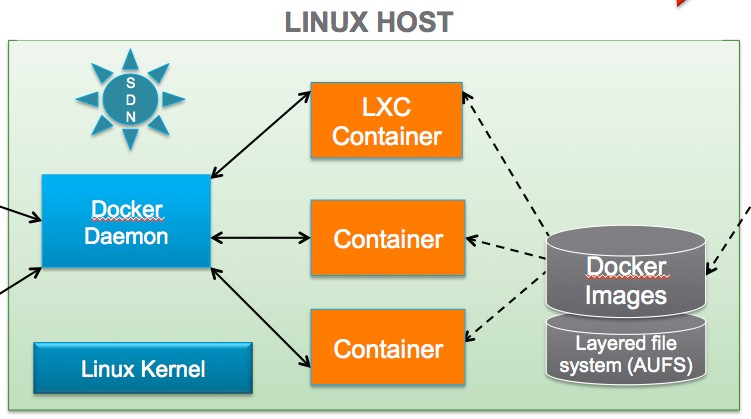 LINUX HOST
S
D
N
LXC
Container
Docker
Daemon
Container
Docker
Images
Container
Layered file
system (AUFS)
Linux Kernel